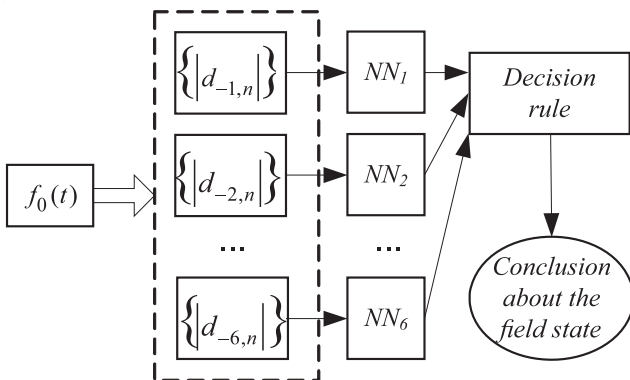 {|d₋₁,ₙ|}
NN₁
Decision
rule
{|d₋₂,ₙ|}
NN₂
f₀(t)
...
...
Conclusion
about the
field state
{|d₋₆,ₙ|}
NN₆